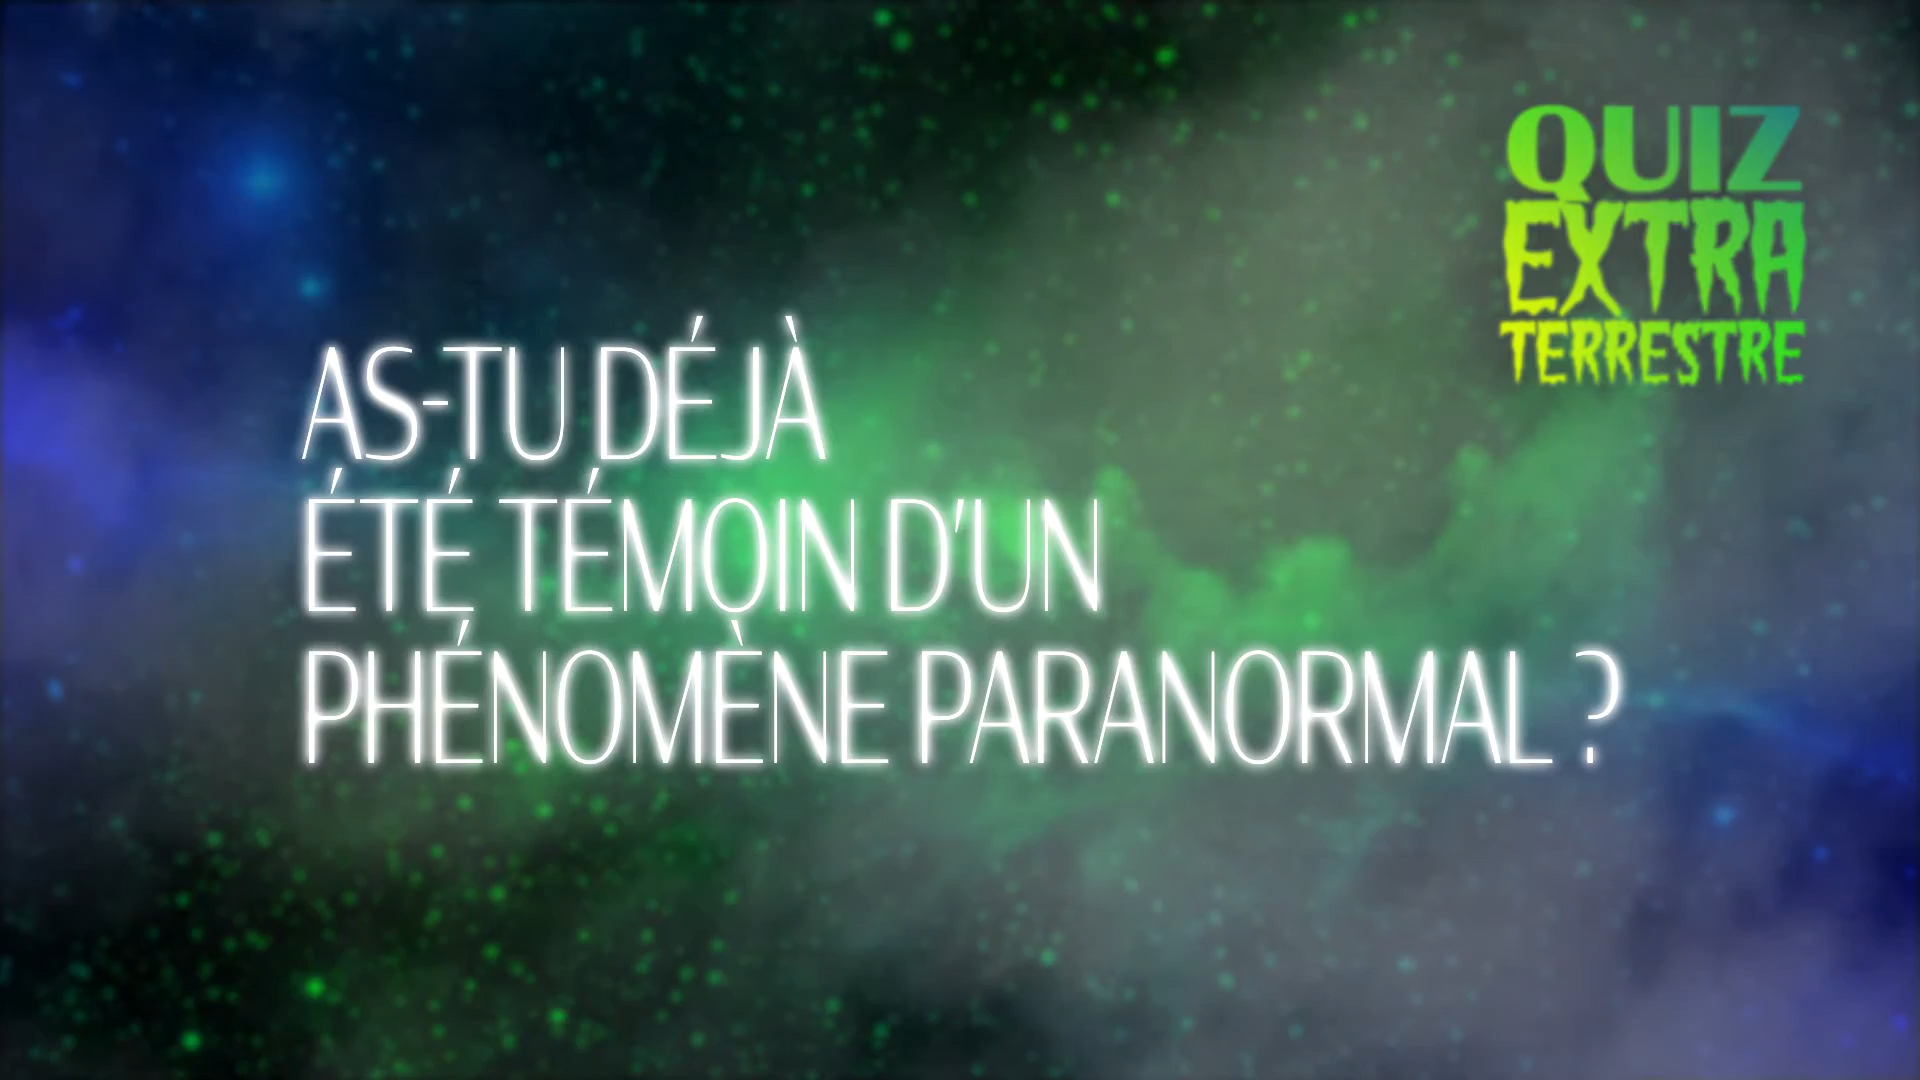 QUIZ
EXTRA
TERRESTRE
AS-TU DÉJÀ
ÉTÉ TÉMOIN D'UN
PHÉNOMÈNE PARANORMAL ?